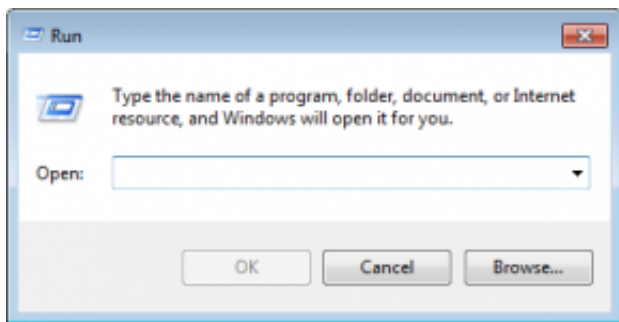 Run
Type the name of a program, folder, document, or Internet
resource, and Windows will open it for you.
Open:
OK
Cancel
Browse...